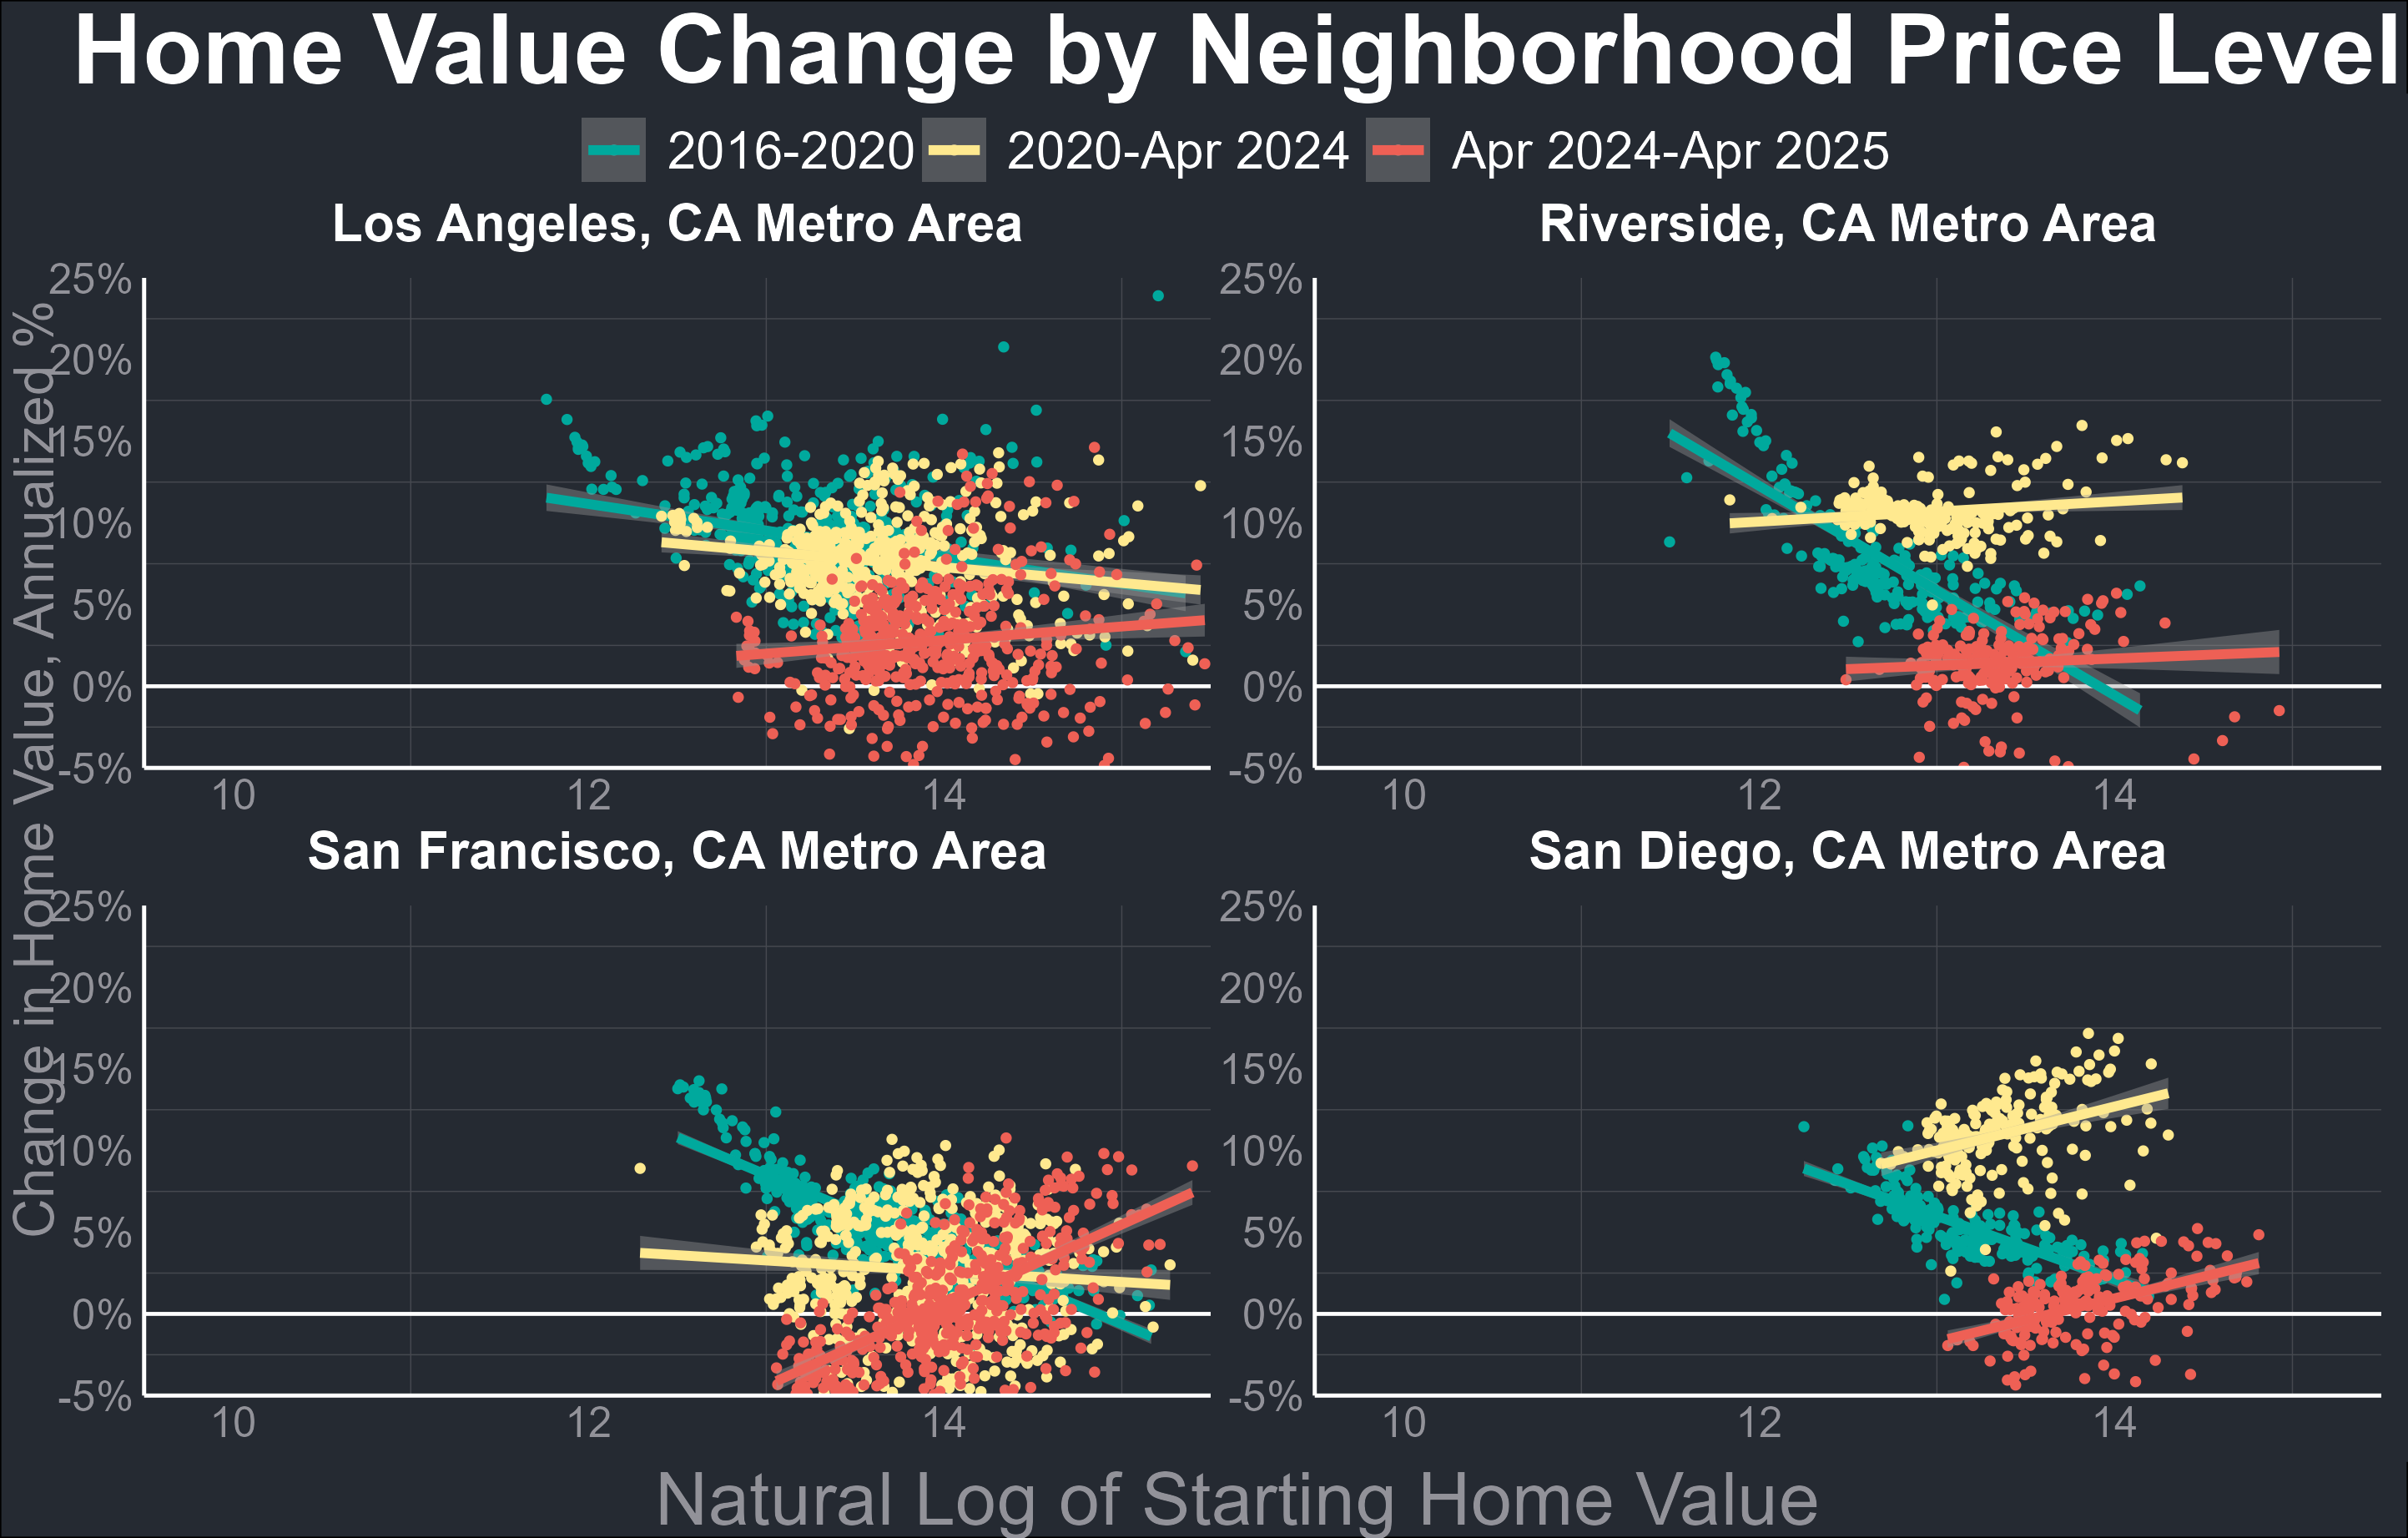 Home Value Change by Neighborhood Price Level
2016-2020 2020-Apr 2024 Apr 2024-Apr 2025
Los Angeles, CA Metro Area
25%
20%
15%
10%
5%
0%
-5%
10 12 14
Riverside, CA Metro Area
25%
20%
15%
10%
5%
0%
-5%
10 12 14
San Francisco, CA Metro Area
25%
20%
15%
10%
5%
0%
-5%
10 12 14
San Diego, CA Metro Area
25%
20%
15%
10%
5%
0%
-5%
10 12 14
Change in Home Value, Annualized %
Natural Log of Starting Home Value